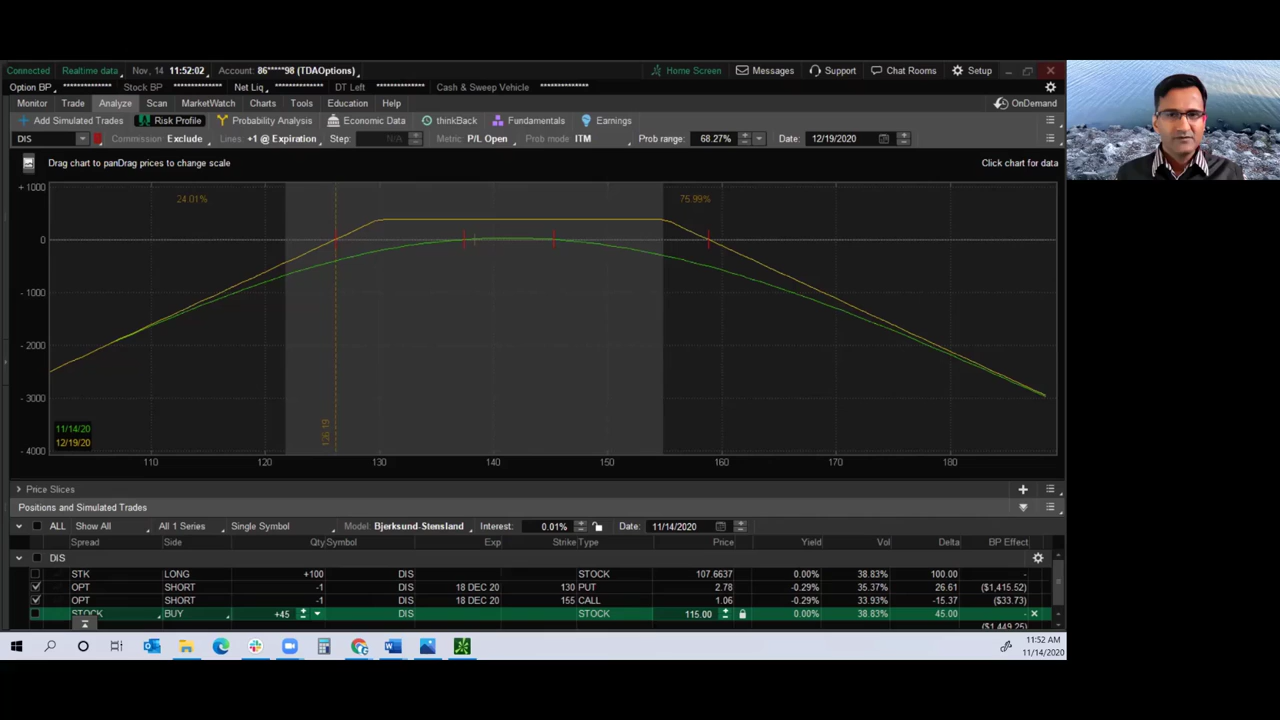 Connected Realtime data Nov, 14 11:52:02 Account: 86*****98 (TDAOptions) Home Screen Messages Support Chat Rooms Setup
Option BP ************** Stock BP ************** Net Liq ************** DT Left ************** Cash & Sweep Vehicle **************
Monitor Trade Analyze Scan MarketWatch Charts Tools Education Help OnDemand
Add Simulated Trades Risk Profile Probability Analysis Economic Data thinkBack Fundamentals Earnings
DIS Commission Exclude Lines +1 @ Expiration Step: N/A Metric: P/L Open Prob mode: ITM Prob range: 68.27% Date: 12/19/2020
Drag chart to panDrag prices to change scale Click chart for data
+ 1000
24.01% 75.99%
0
- 1000
- 2000
- 3000
- 4000
11/14/20
12/19/20
110 120 130 140 150 160 170 180
Price Slices
Positions and Simulated Trades
ALL Show All All 1 Series Single Symbol Model: Bjerksund-Stensland Interest: 0.01% Date: 11/14/2020
Spread Side Qty Symbol Exp Strike Type Price Yield Vol Delta BP Effect
DIS
STK LONG +100 DIS STOCK 107.6637 0.00% 38.83% 100.00 -
OPT SHORT -1 DIS 18 DEC 20 130 PUT 2.78 -0.29% 35.37% 26.61 ($1,415.52)
OPT SHORT -1 DIS 18 DEC 20 155 CALL 1.06 -0.29% 33.93% -15.37 ($33.73)
STOCK BUY +45 DIS STOCK 115.00 0.00% 38.83% 45.00 -
($1,449.25)
11:52 AM
11/14/2020